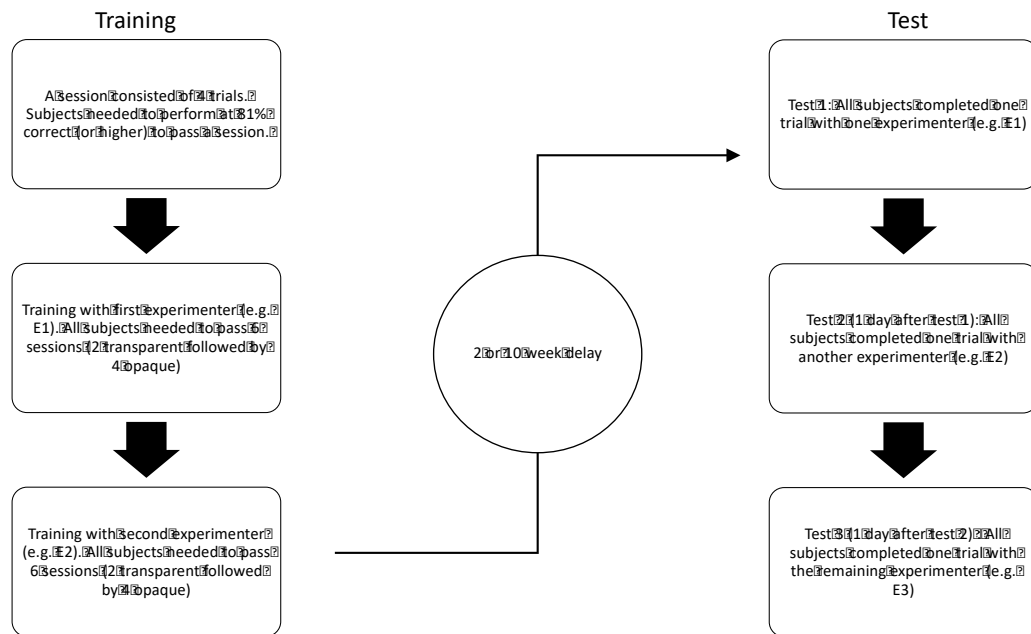 Training
A session consisted of 4 trials.
Subjects needed to perform at 81%
correct (or higher) to pass a session.
Training with first experimenter (e.g.
E1). All subjects needed to pass 6
sessions (2 transparent followed by
4 opaque)
Training with second experimenter
(e.g. E2). All subjects needed to pass
6 sessions (2 transparent followed
by 4 opaque)
2 or 10 week delay
Test
Test 1: All subjects completed one
trial with one experimenter (e.g. E1)
Test 2 (1 day after test 1): All
subjects completed one trial with
another experimenter (e.g. E2)
Test 3 (1 day after test 2): All
subjects completed one trial with
the remaining experimenter (e.g.
E3)